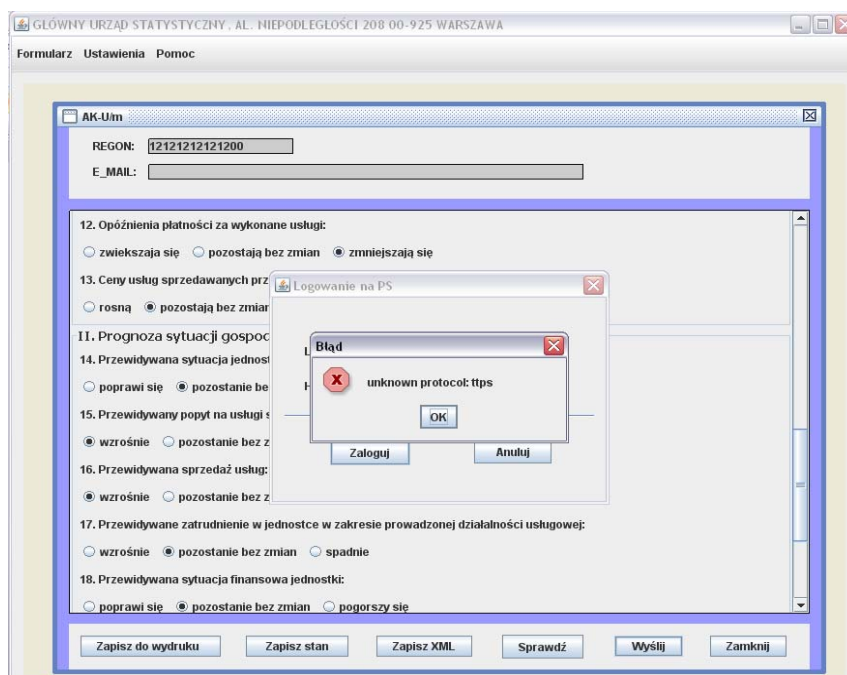 GŁÓWNY URZĄD STATYSTYCZNY , AL. NIEPODLEGŁOŚCI 208 00-925 WARSZAWA
Formularz Ustawienia Pomoc
AK-U/m
REGON: 12121212121200
E_MAIL:
12. Opóźnienia płatności za wykonane usługi:
zwiekszaja się pozostają bez zmian zmniejszają się
13. Ceny usług sprzedawanych prz
rosną pozostają bez zmiar
Logowanie na PS
II. Prognoza sytuacji gospoc
14. Przewidywana sytuacja jednost
poprawi się pozostanie be
Błąd
unknown protocol: ttps
OK
15. Przewidywany popyt na usługi s
wzrośnie pozostanie bez z
Zaloguj Anuluj
16. Przewidywana sprzedaż usług:
wzrośnie pozostanie bez z
17. Przewidywane zatrudnienie w jednostce w zakresie prowadzonej działalności usługowej:
wzrośnie pozostanie bez zmian spadnie
18. Przewidywana sytuacja finansowa jednostki:
poprawi się pozostanie bez zmian pogorszy się
Zapisz do wydruku Zapisz stan Zapisz XML Sprawdź Wyślij Zamknij